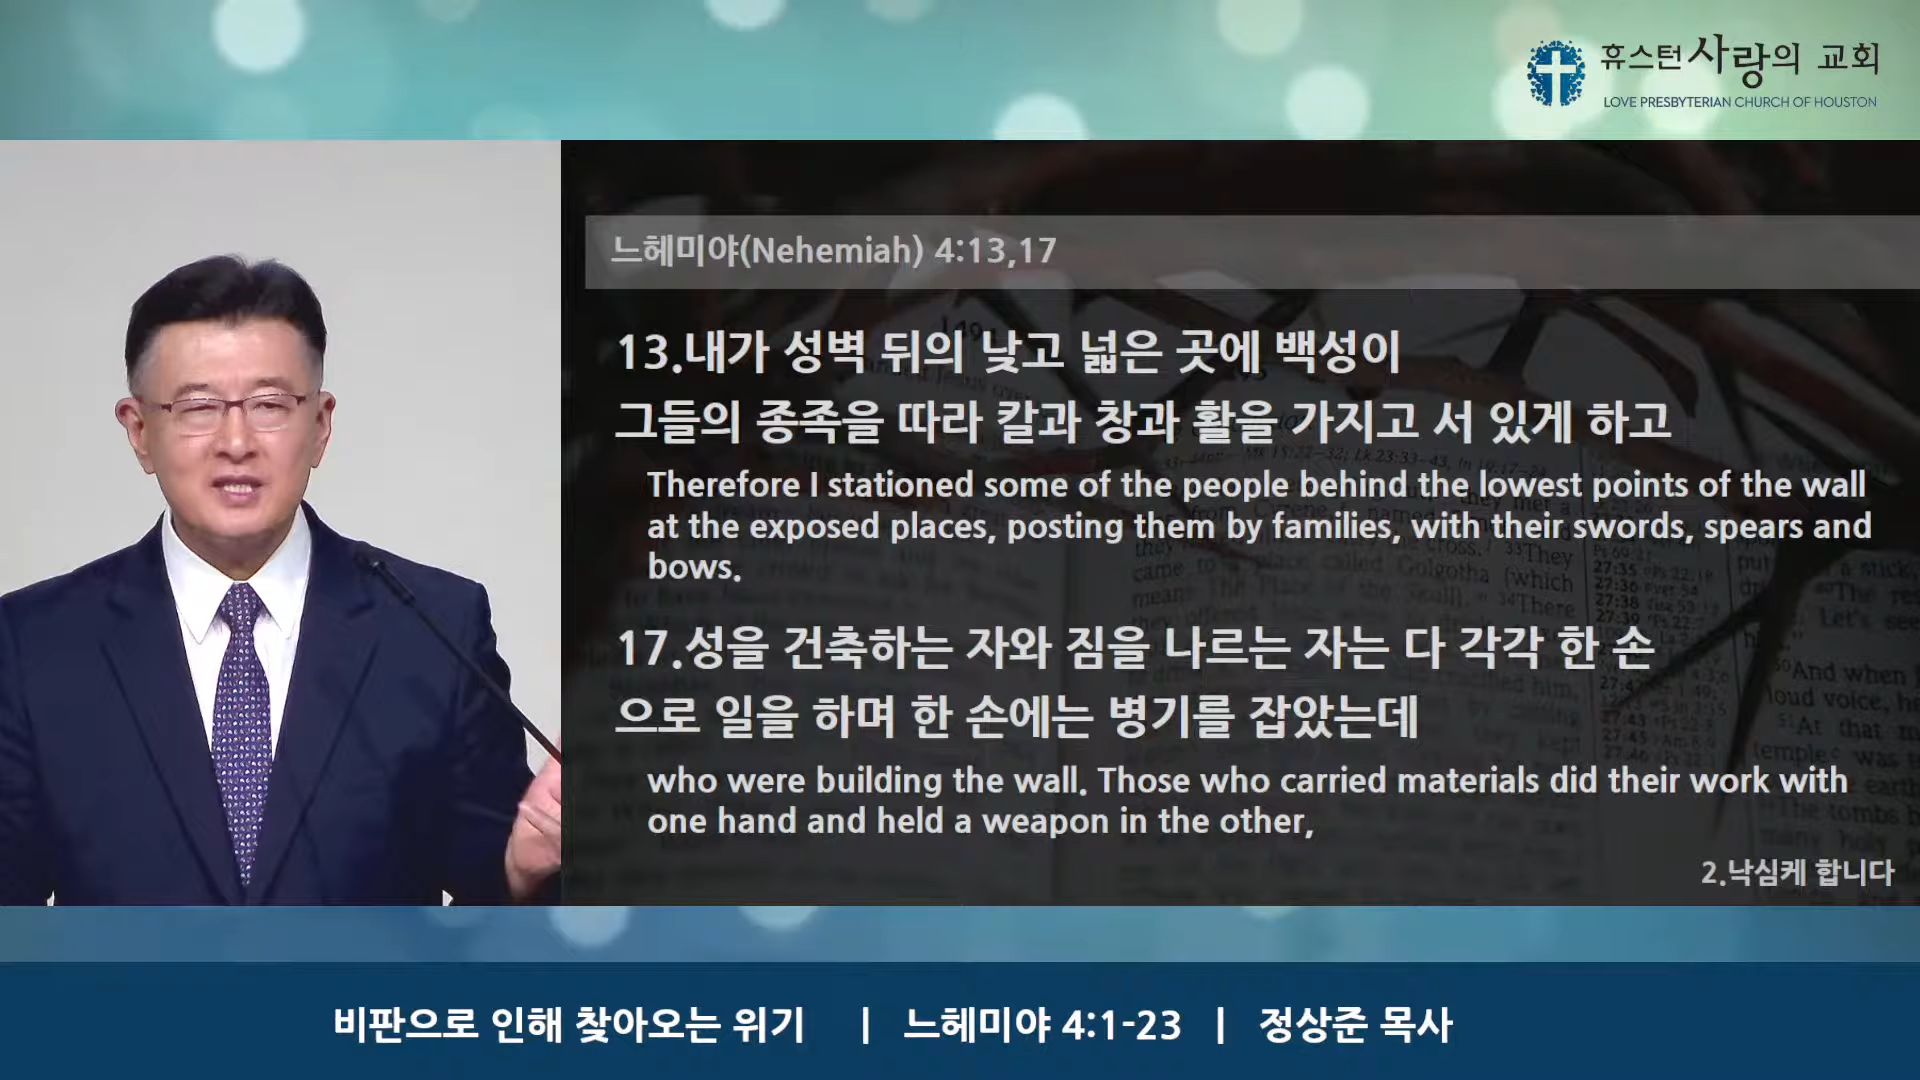 휴스턴 사랑의 교회
LOVE PRESBYTERIAN CHURCH OF HOUSTON
느헤미야(Nehemiah) 4:13,17
13.내가 성벽 뒤의 낮고 넓은 곳에 백성이
그들의 종족을 따라 칼과 창과 활을 가지고 서 있게 하고
Therefore I stationed some of the people behind the lowest points of the wall
at the exposed places, posting them by families, with their swords, spears and
bows.
17.성을 건축하는 자와 짐을 나르는 자는 다 각각 한 손
으로 일을 하며 한 손에는 병기를 잡았는데
who were building the wall. Those who carried materials did their work with
one hand and held a weapon in the other,
2.낙심케 합니다
비판으로 인해 찾아오는 위기 | 느헤미야 4:1-23 | 정상준 목사